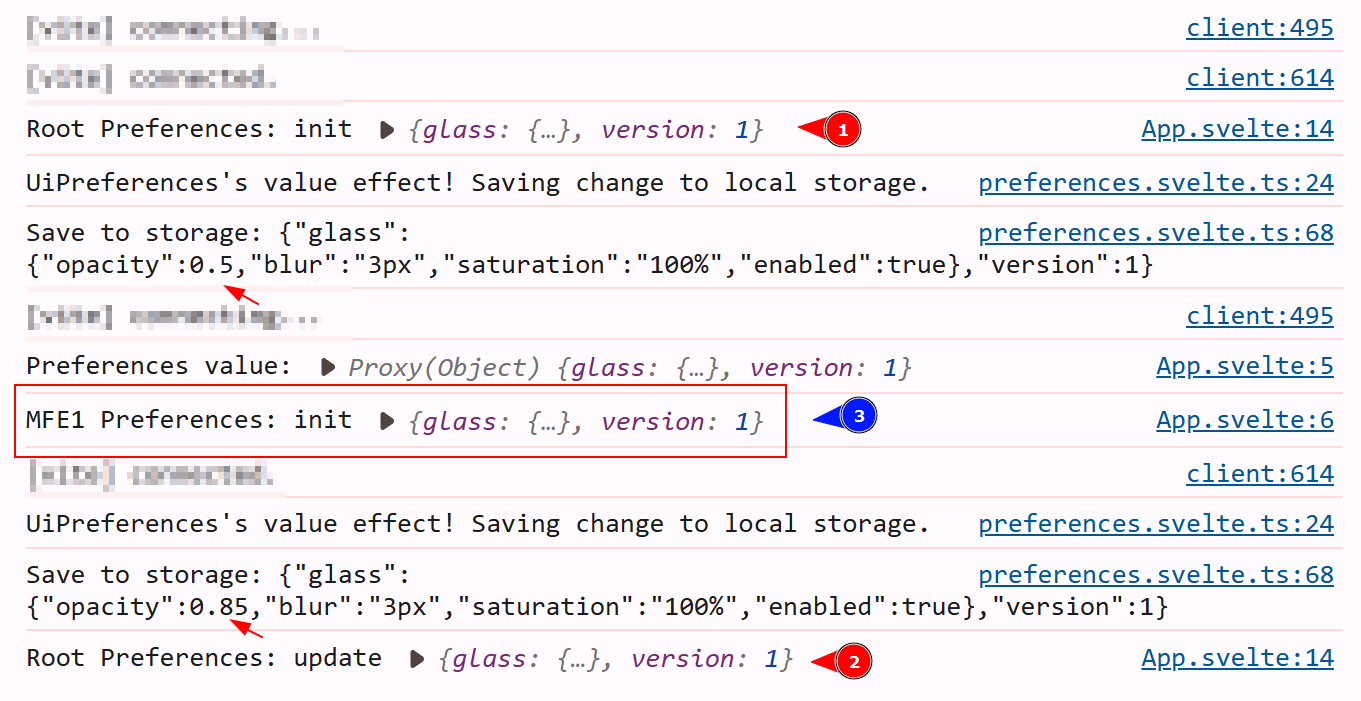 [vite] connecting... client:495
[vite] connected. client:614
Root Preferences: init ▶ {glass: {…}, version: 1} 1 App.svelte:14
UiPreferences's value effect! Saving change to local storage. preferences.svelte.ts:24
Save to storage: {"glass": preferences.svelte.ts:68
{"opacity":0.5,"blur":"3px","saturation":"100%","enabled":true},"version":1}
[vite] connecting... client:495
Preferences value: ▶ Proxy(Object) {glass: {…}, version: 1} App.svelte:5
MFE1 Preferences: init ▶ {glass: {…}, version: 1} 3 App.svelte:6
[vite] connected. client:614
UiPreferences's value effect! Saving change to local storage. preferences.svelte.ts:24
Save to storage: {"glass": preferences.svelte.ts:68
{"opacity":0.85,"blur":"3px","saturation":"100%","enabled":true},"version":1}
Root Preferences: update ▶ {glass: {…}, version: 1} 2 App.svelte:14